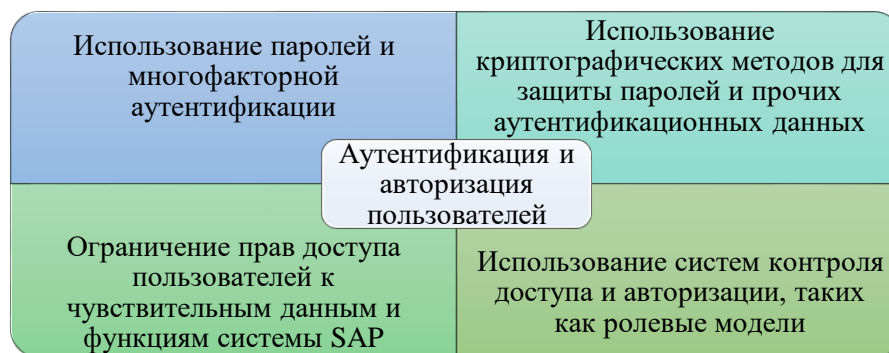 Использование паролей и
многофакторной
аутентификации
Использование
криптографических методов для
защиты паролей и прочих
аутентификационных данных
Аутентификация и
авторизация
пользователей
Ограничение прав доступа
пользователей к
чувствительным данным и
функциям системы SAP
Использование систем контроля
доступа и авторизации, таких
как ролевые модели